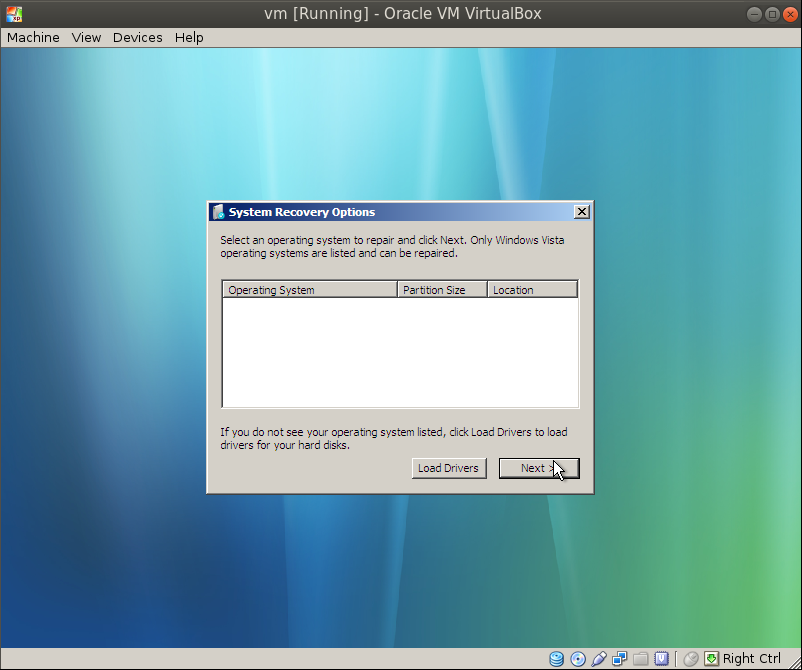 vm [Running] - Oracle VM VirtualBox
Machine View Devices Help
System Recovery Options
Select an operating system to repair and click Next. Only Windows Vista
operating systems are listed and can be repaired.
Operating System Partition Size Location
If you do not see your operating system listed, click Load Drivers to load
drivers for your hard disks.
Load Drivers Next >
Right Ctrl